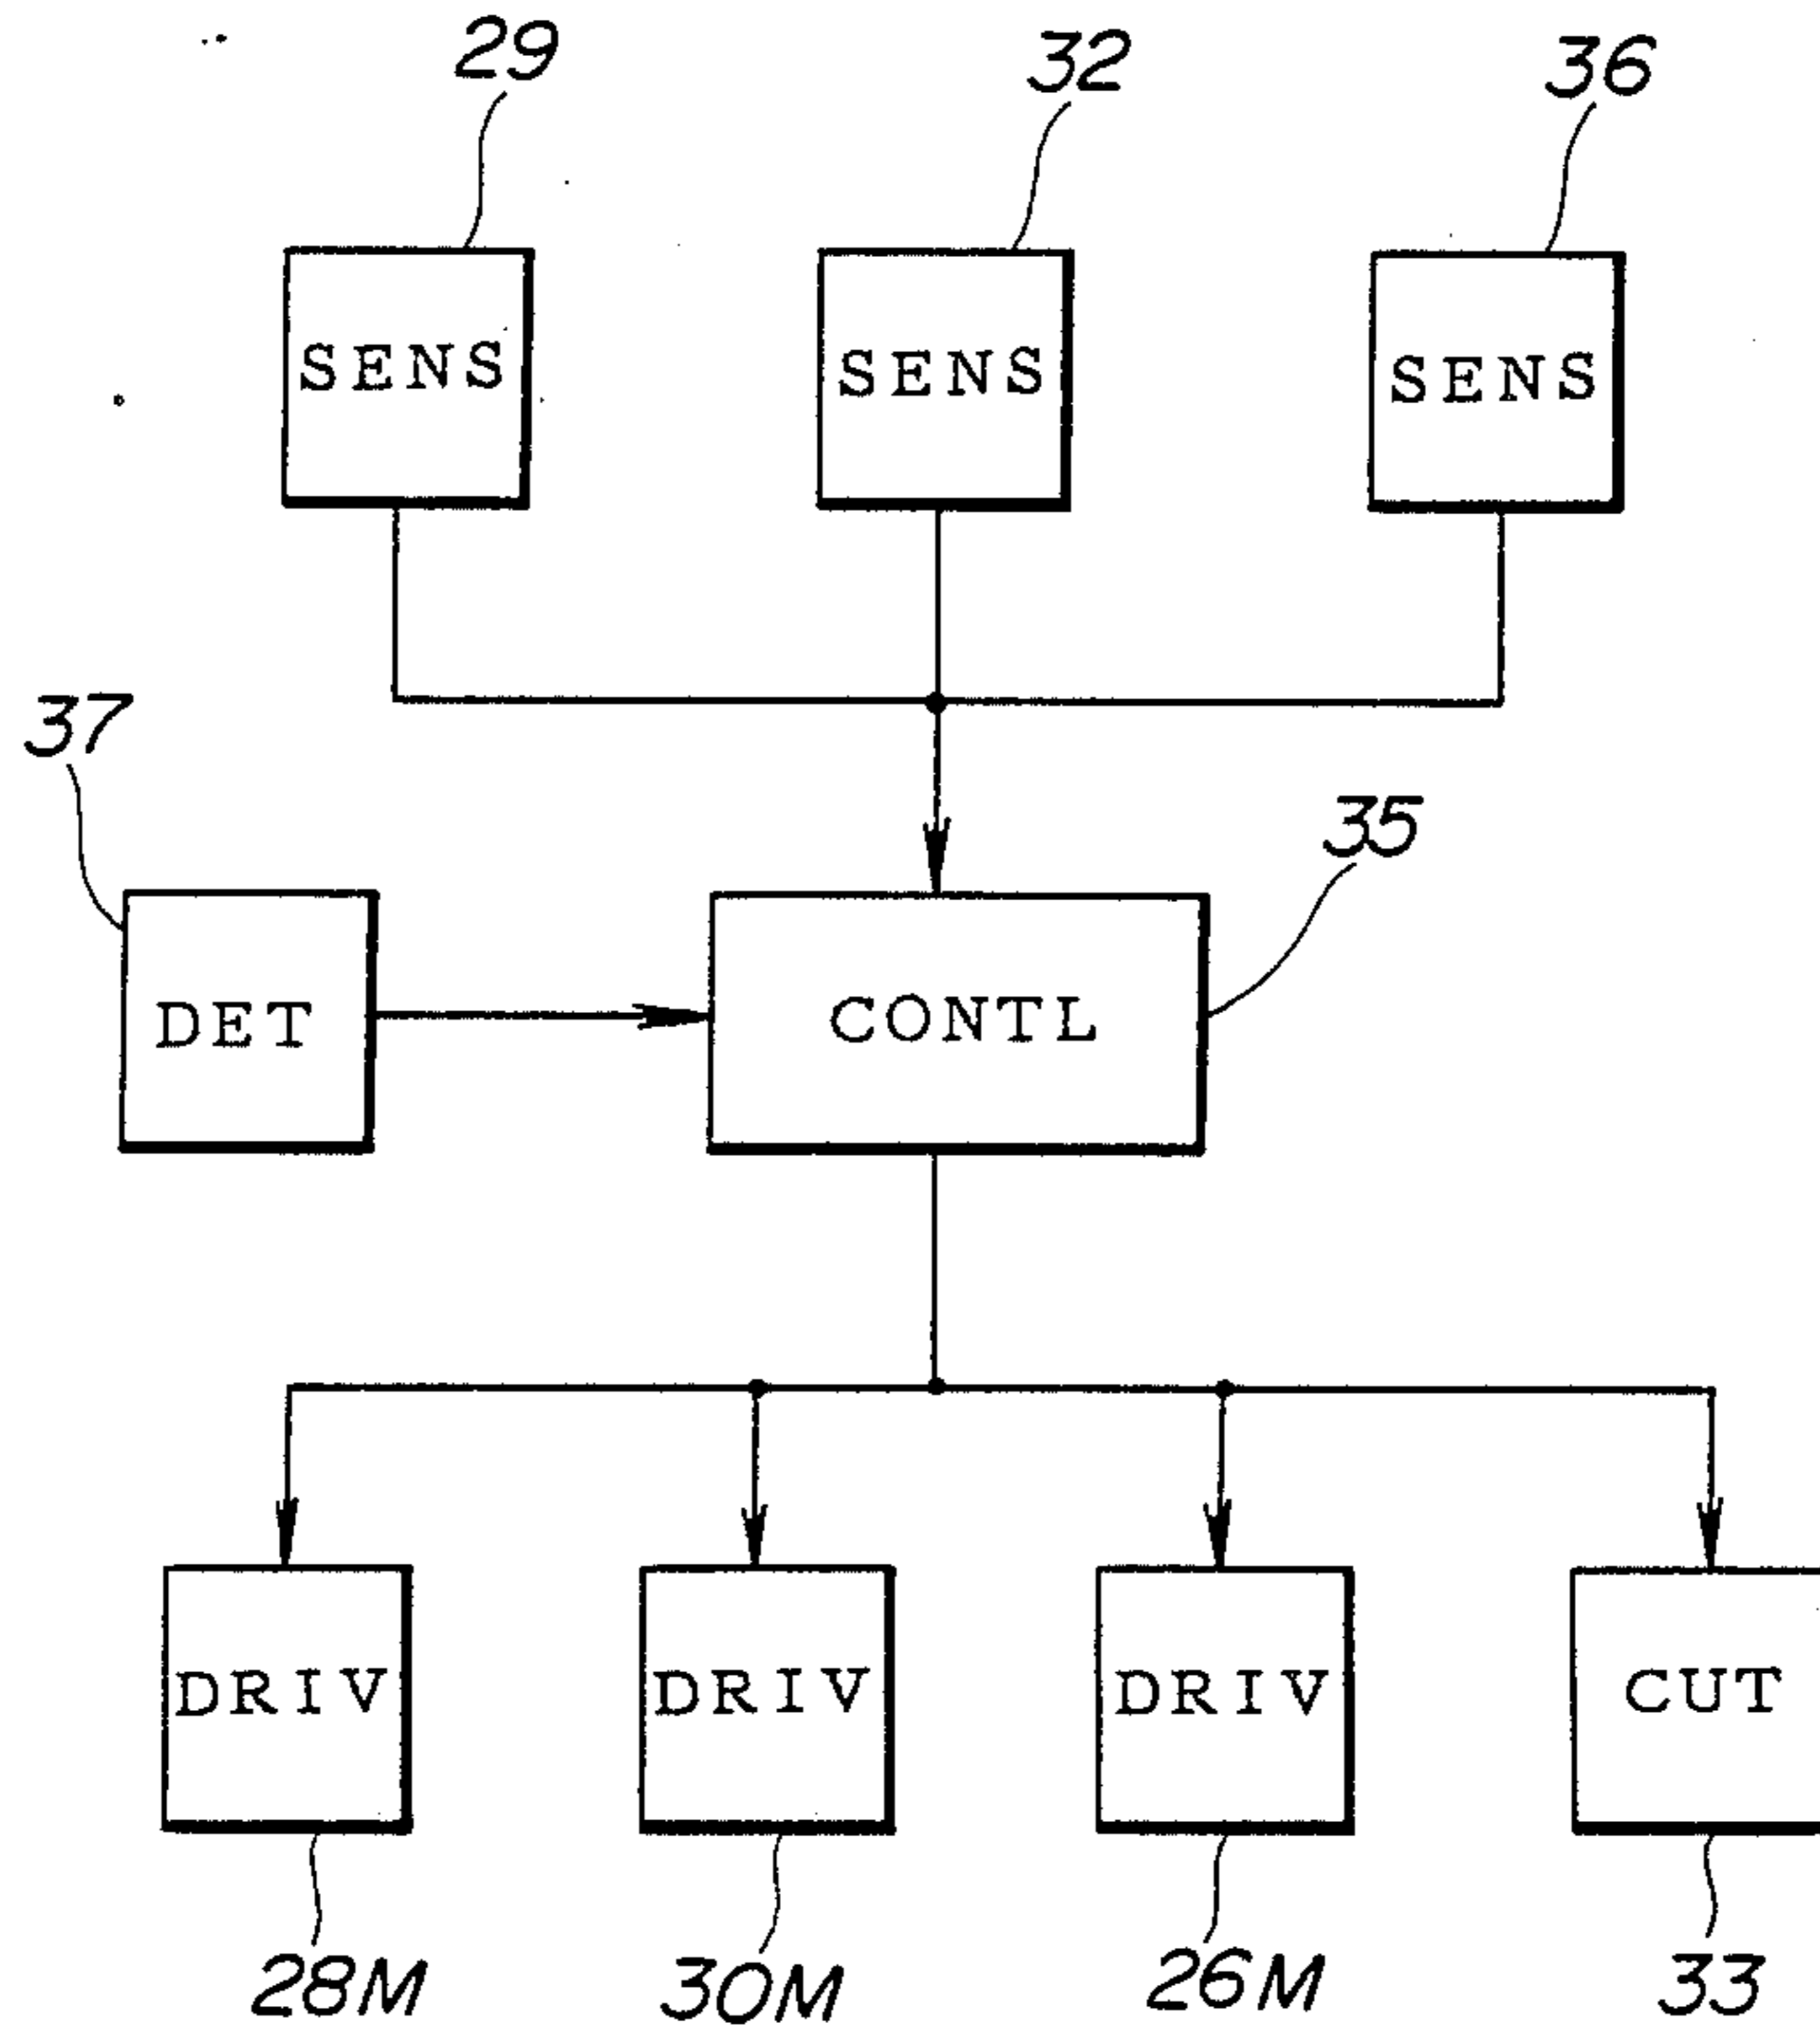 29 32 36
SENS SENS SENS
37
35
DET CONTL
DRIV DRIV DRIV CUT
28M 30M 26M 33